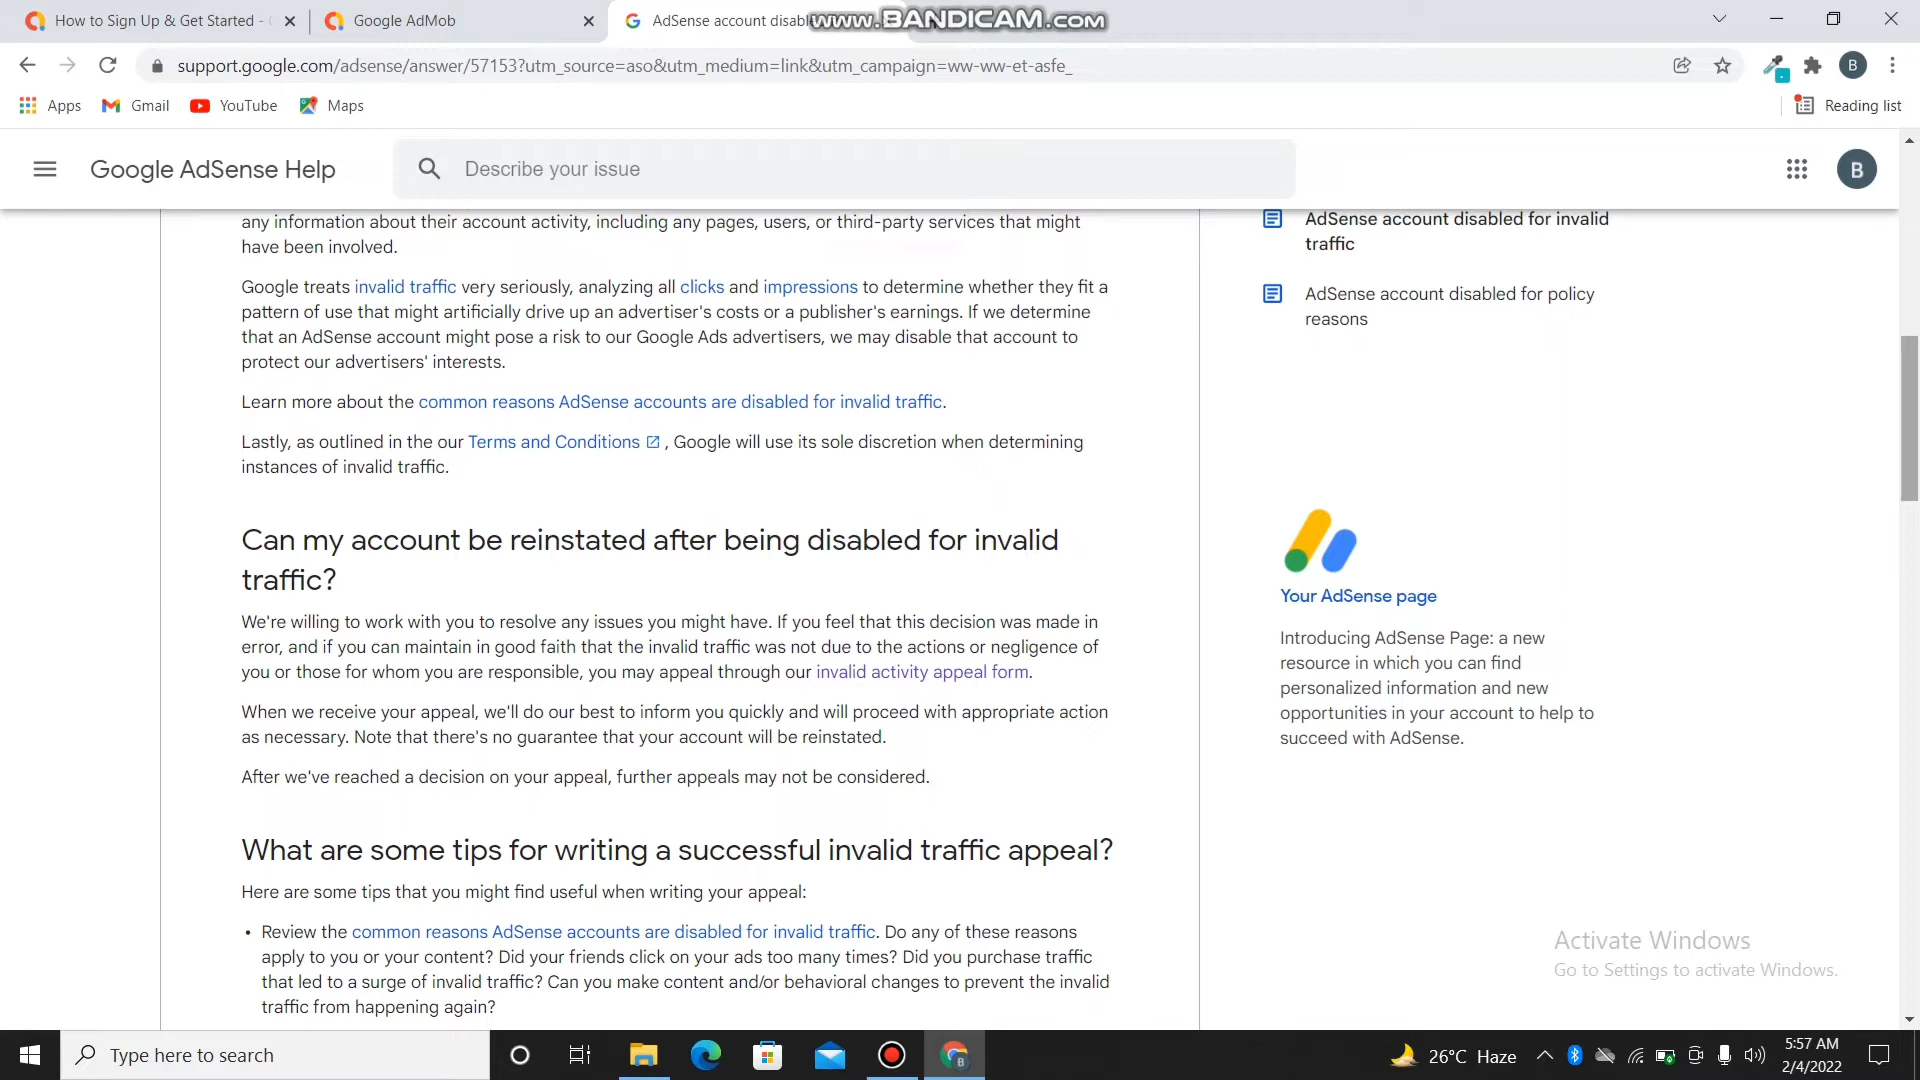 How to Sign Up & Get Started -
Google AdMob
AdSense account disable
www.BANDICAM.com
support.google.com/adsense/answer/57153?utm_source=aso&utm_medium=link&utm_campaign=ww-ww-et-asfe_
B
Apps
Gmail
YouTube
Maps
Reading list
Google AdSense Help
Describe your issue
B
any information about their account activity, including any pages, users, or third-party services that might
have been involved.
Google treats invalid traffic very seriously, analyzing all clicks and impressions to determine whether they fit a
pattern of use that might artificially drive up an advertiser's costs or a publisher's earnings. If we determine
that an AdSense account might pose a risk to our Google Ads advertisers, we may disable that account to
protect our advertisers' interests.
Learn more about the common reasons AdSense accounts are disabled for invalid traffic.
Lastly, as outlined in the our Terms and Conditions , Google will use its sole discretion when determining
instances of invalid traffic.
Can my account be reinstated after being disabled for invalid
traffic?
We're willing to work with you to resolve any issues you might have. If you feel that this decision was made in
error, and if you can maintain in good faith that the invalid traffic was not due to the actions or negligence of
you or those for whom you are responsible, you may appeal through our invalid activity appeal form.
When we receive your appeal, we'll do our best to inform you quickly and will proceed with appropriate action
as necessary. Note that there's no guarantee that your account will be reinstated.
After we've reached a decision on your appeal, further appeals may not be considered.
What are some tips for writing a successful invalid traffic appeal?
Here are some tips that you might find useful when writing your appeal:
• Review the common reasons AdSense accounts are disabled for invalid traffic. Do any of these reasons
apply to you or your content? Did your friends click on your ads too many times? Did you purchase traffic
that led to a surge of invalid traffic? Can you make content and/or behavioral changes to prevent the invalid
traffic from happening again?
AdSense account disabled for invalid
traffic
AdSense account disabled for policy
reasons
Your AdSense page
Introducing AdSense Page: a new
resource in which you can find
personalized information and new
opportunities in your account to help to
succeed with AdSense.
Activate Windows
Go to Settings to activate Windows.
Type here to search
26°C Haze
5:57 AM
2/4/2022